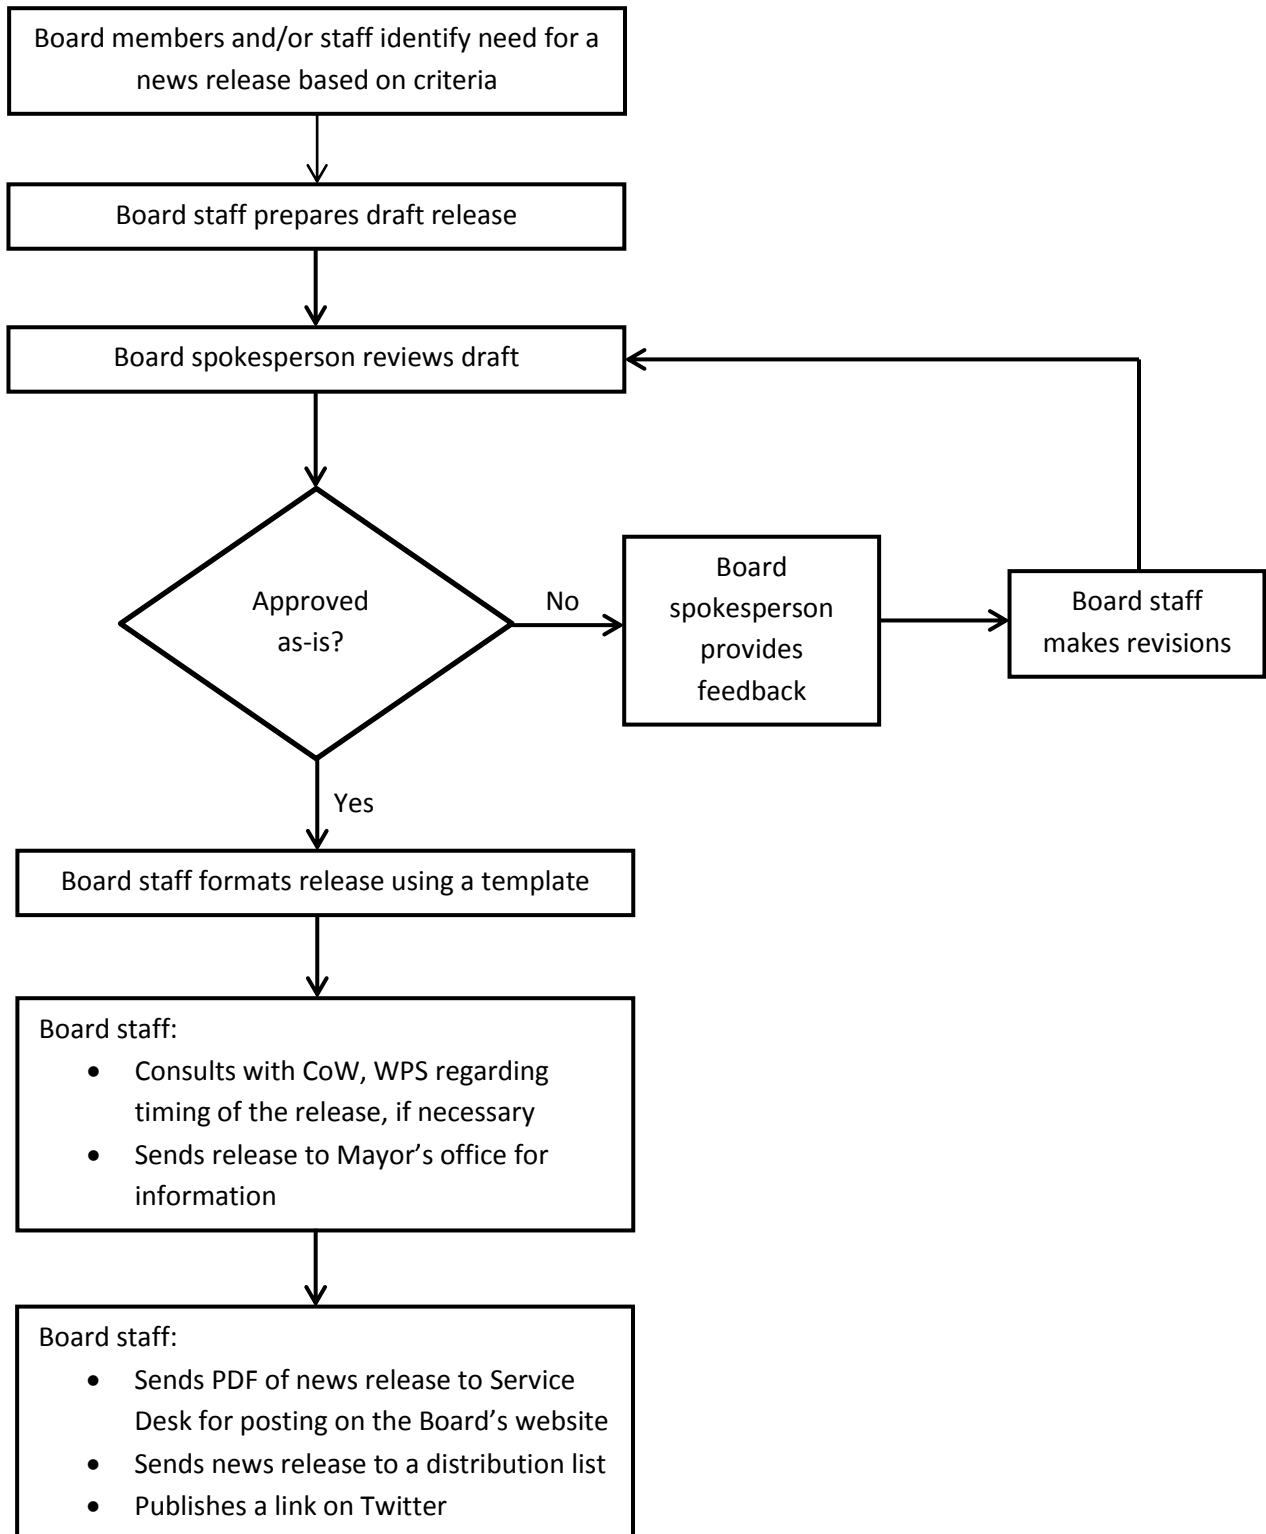 Board members and/or staff identify need for a
news release based on criteria
Board staff prepares draft release
Board spokesperson reviews draft
Approved
as-is?
No
Board
spokesperson
provides
feedback
Board staff
makes revisions
Yes
Board staff formats release using a template
Board staff:
• Consults with CoW, WPS regarding
timing of the release, if necessary
• Sends release to Mayor’s office for
information
Board staff:
• Sends PDF of news release to Service
Desk for posting on the Board’s website
• Sends news release to a distribution list
• Publishes a link on Twitter